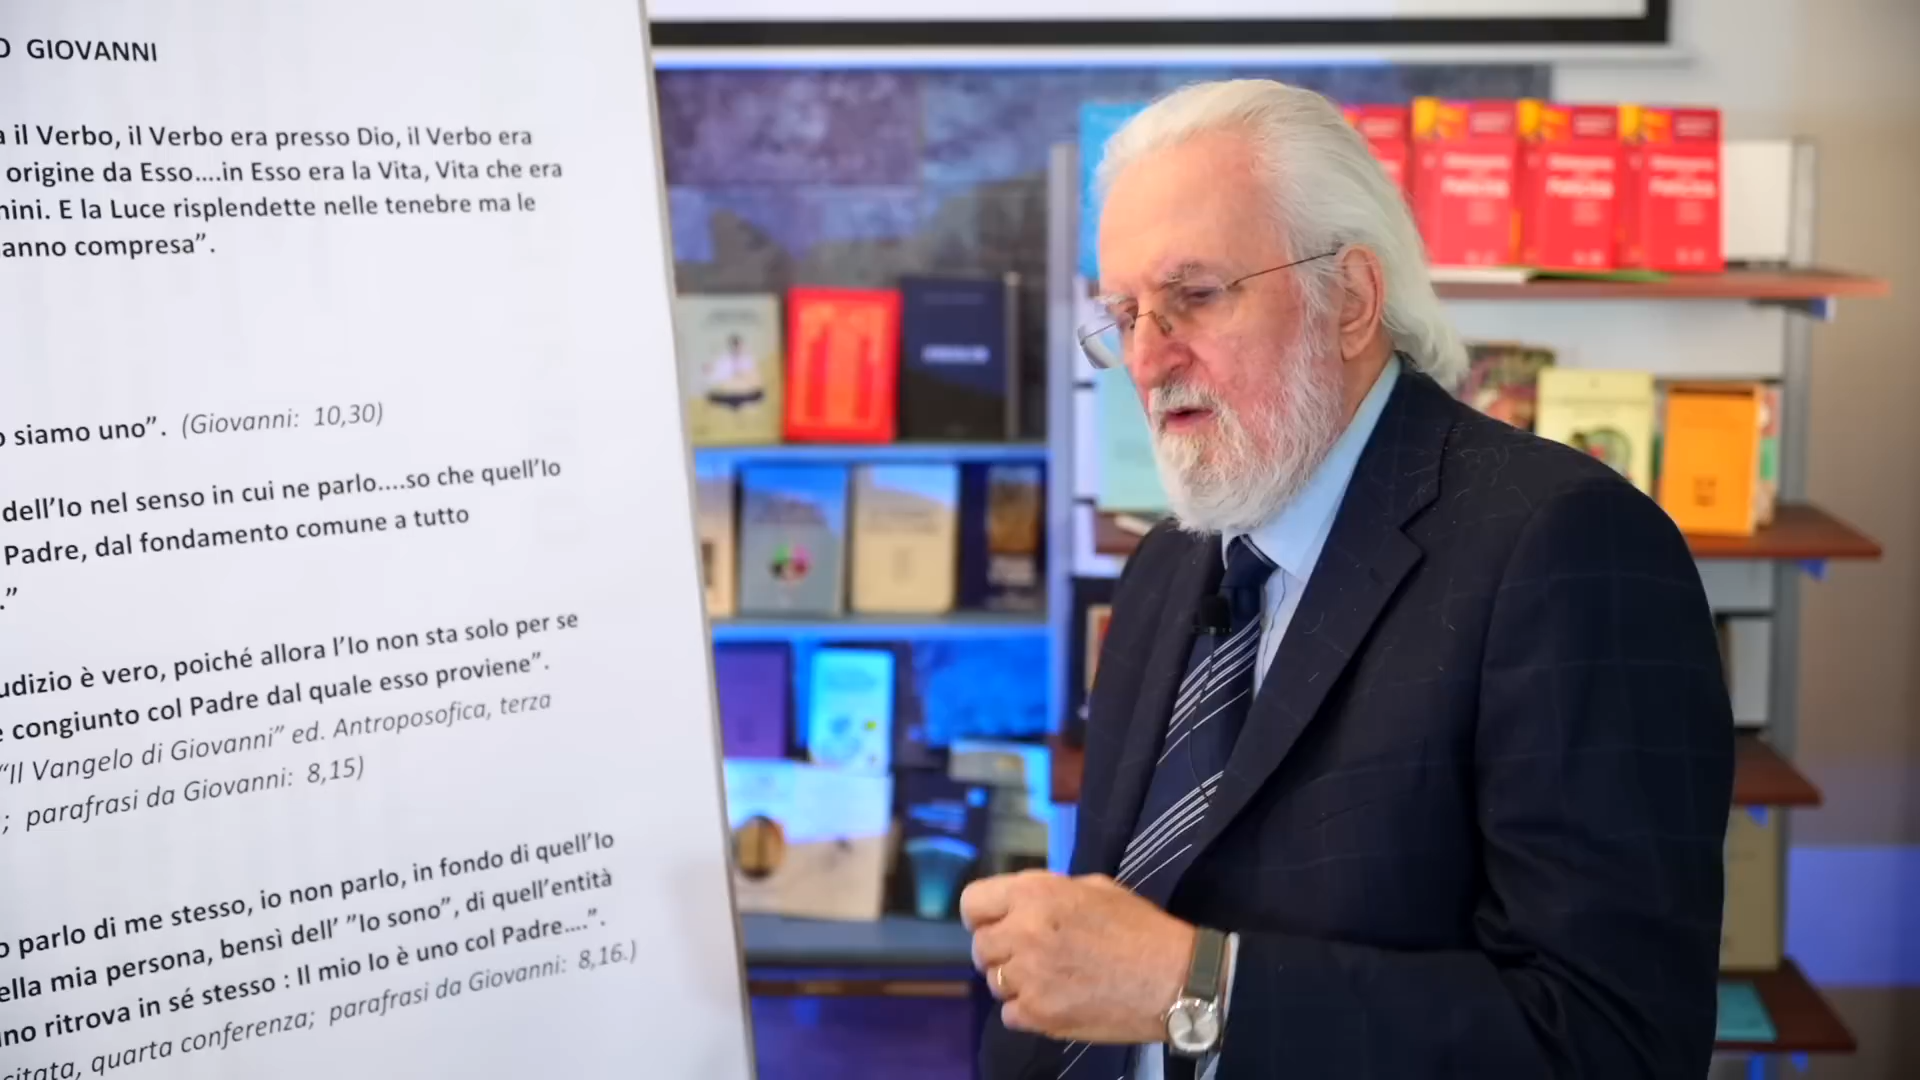 GIOVANNI
il Verbo, il Verbo era presso Dio, il Verbo era
origine da Esso....in Esso era la Vita, Vita che era
nini. E la Luce risplendette nelle tenebre ma le
anno compresa”.
o siamo uno”. (Giovanni: 10,30)
dell’Io nel senso in cui ne parlo....so che quell’Io
Padre, dal fondamento comune a tutto
.”
udizio è vero, poiché allora l’Io non sta solo per se
e congiunto col Padre dal quale esso proviene”.
“Il Vangelo di Giovanni” ed. Antroposofica, terza
; parafrasi da Giovanni: 8,15)
o parlo di me stesso, io non parlo, in fondo di quell’Io
ella mia persona, bensì dell’ ”Io sono”, di quell’entità
uno ritrova in sé stesso : Il mio Io è uno col Padre....”.
citata, quarta conferenza; parafrasi da Giovanni: 8,16.)